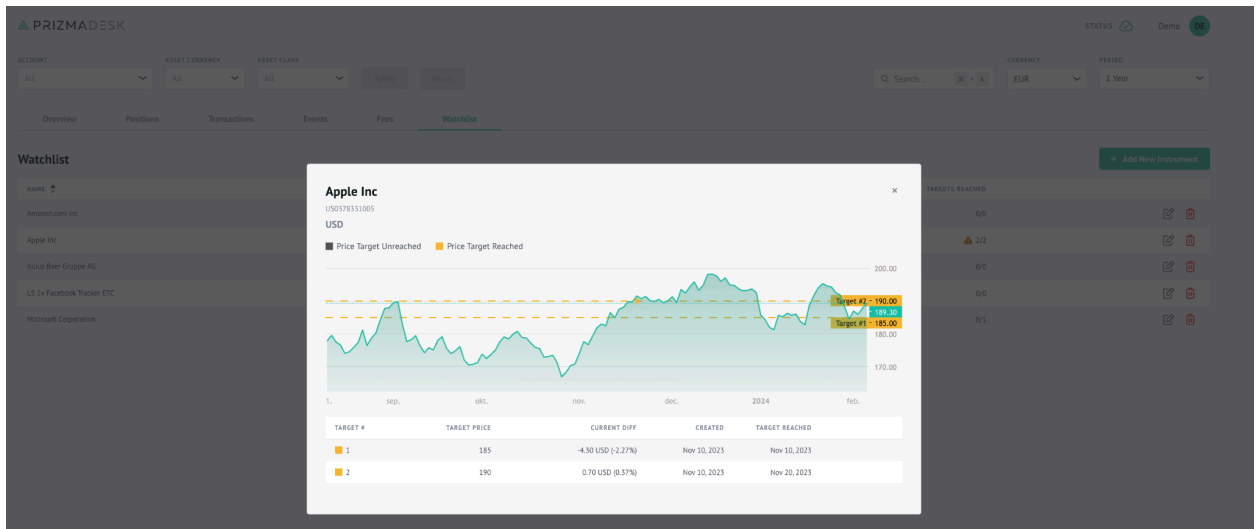 PRIZMADESK
STATUS Demo DE
ACCOUNT ASSET CURRENCY ASSET CLASS CURRENCY PERIOD
All All All Apply Reset Search... ⌘ + k EUR 1 Year
Overview Positions Transactions Events Fees Watchlist
Watchlist + Add New Instrument
NAME TARGETS REACHED
Amazon.com Inc 0/0
Apple Inc 2/2
Julius Baer Gruppe AG 0/0
LS 1x Facebook Tracker ETC 0/0
Microsoft Corporation 0/1
Apple Inc ×
US0378331005
USD
Price Target Unreached Price Target Reached
200.00
Target #2 - 190.00
189.30
Target #1 - 185.00
180.00
170.00
1. sep. okt. nov. dec. 2024 feb.
TARGET # TARGET PRICE CURRENT DIFF CREATED TARGET REACHED
1 185 -4.30 USD (-2.27%) Nov 10, 2023 Nov 10, 2023
2 190 0.70 USD (0.37%) Nov 10, 2023 Nov 20, 2023